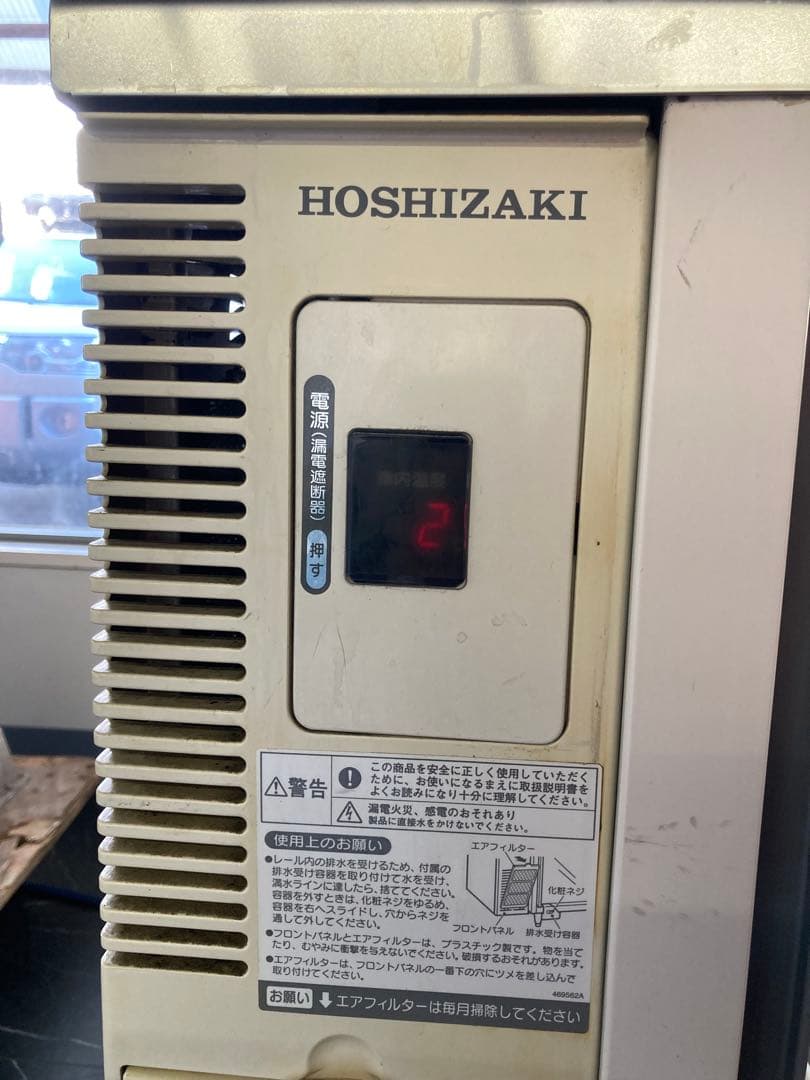 HOSHIZAKI
電源(漏電遮断器) 押す
庫内温度
2
警告
この商品を安全に正しく使用していただく
ために、お使いになるまえに取扱説明書を
よくお読みになり十分に理解してください。
漏電火災、感電のおそれあり
製品に直接水をかけないでください。
使用上のお願い
●レール内の排水を受けるため、付属の
排水受け容器を取り付けて水を受け、
満水ラインに達したら、捨ててください。
容器を外すときは、化粧ネジをゆるめ、
容器を右へスライドし、穴からネジを
通して外してください。
エアフィルター
化粧ネジ
フロントパネル 排水受け容器
●フロントパネルとエアフィルターは、プラスチック製です。物を当て
たり、むやみに衝撃を与えないでください。破損するおそれがあります。
●エアフィルターは、フロントパネルの一番下の穴にツメを差し込んで
取り付けてください。
469562A
お願い ↓エアフィルターは毎月掃除してください